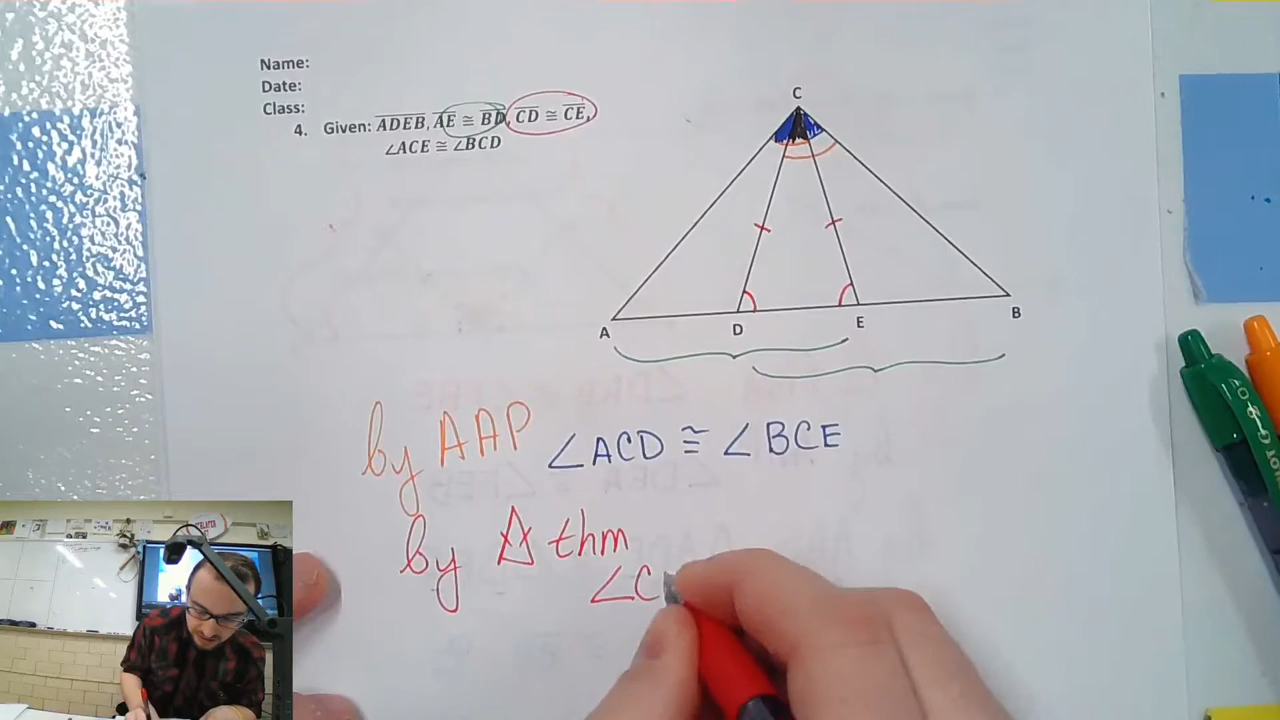 Name:
Date:
Class:
4. Given: ADEB, AE ≅ BD, CD ≅ CE,
∠ACE ≅ ∠BCD
C
A
D
E
B
by AAP ∠ACD ≅ ∠BCE
by △ thm
∠C